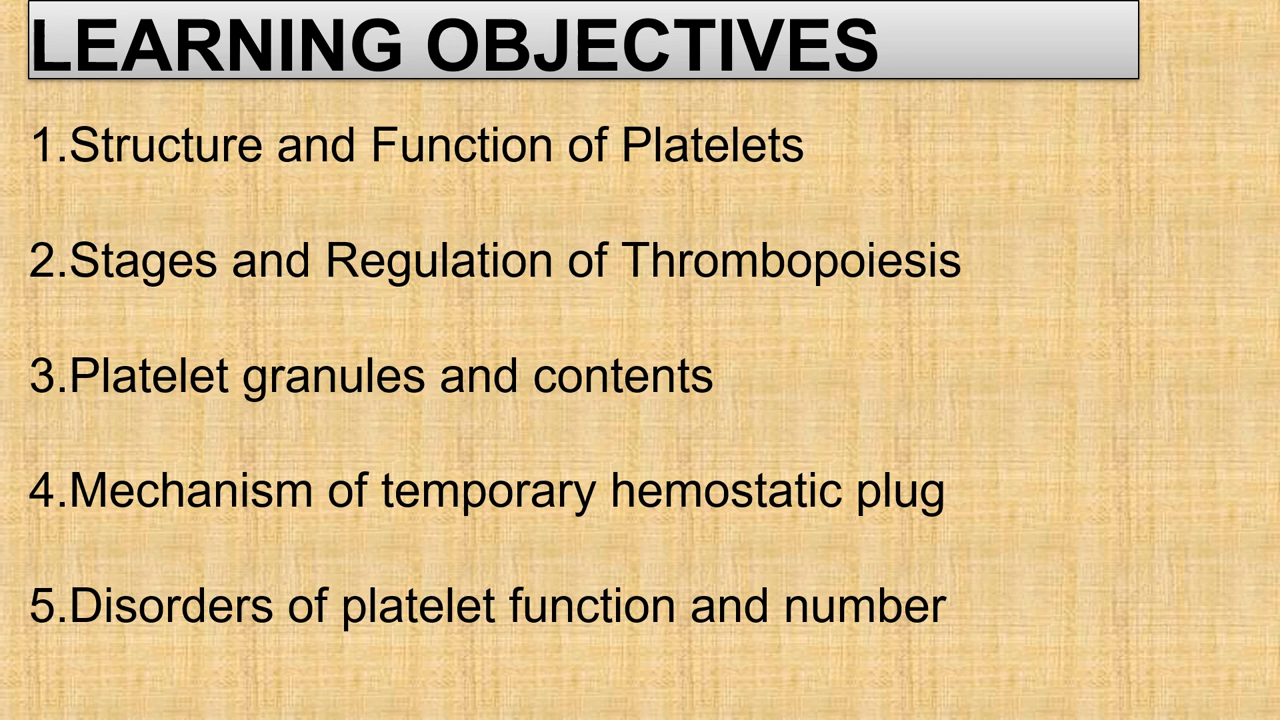 LEARNING OBJECTIVES
1.Structure and Function of Platelets
2.Stages and Regulation of Thrombopoiesis
3.Platelet granules and contents
4.Mechanism of temporary hemostatic plug
5.Disorders of platelet function and number